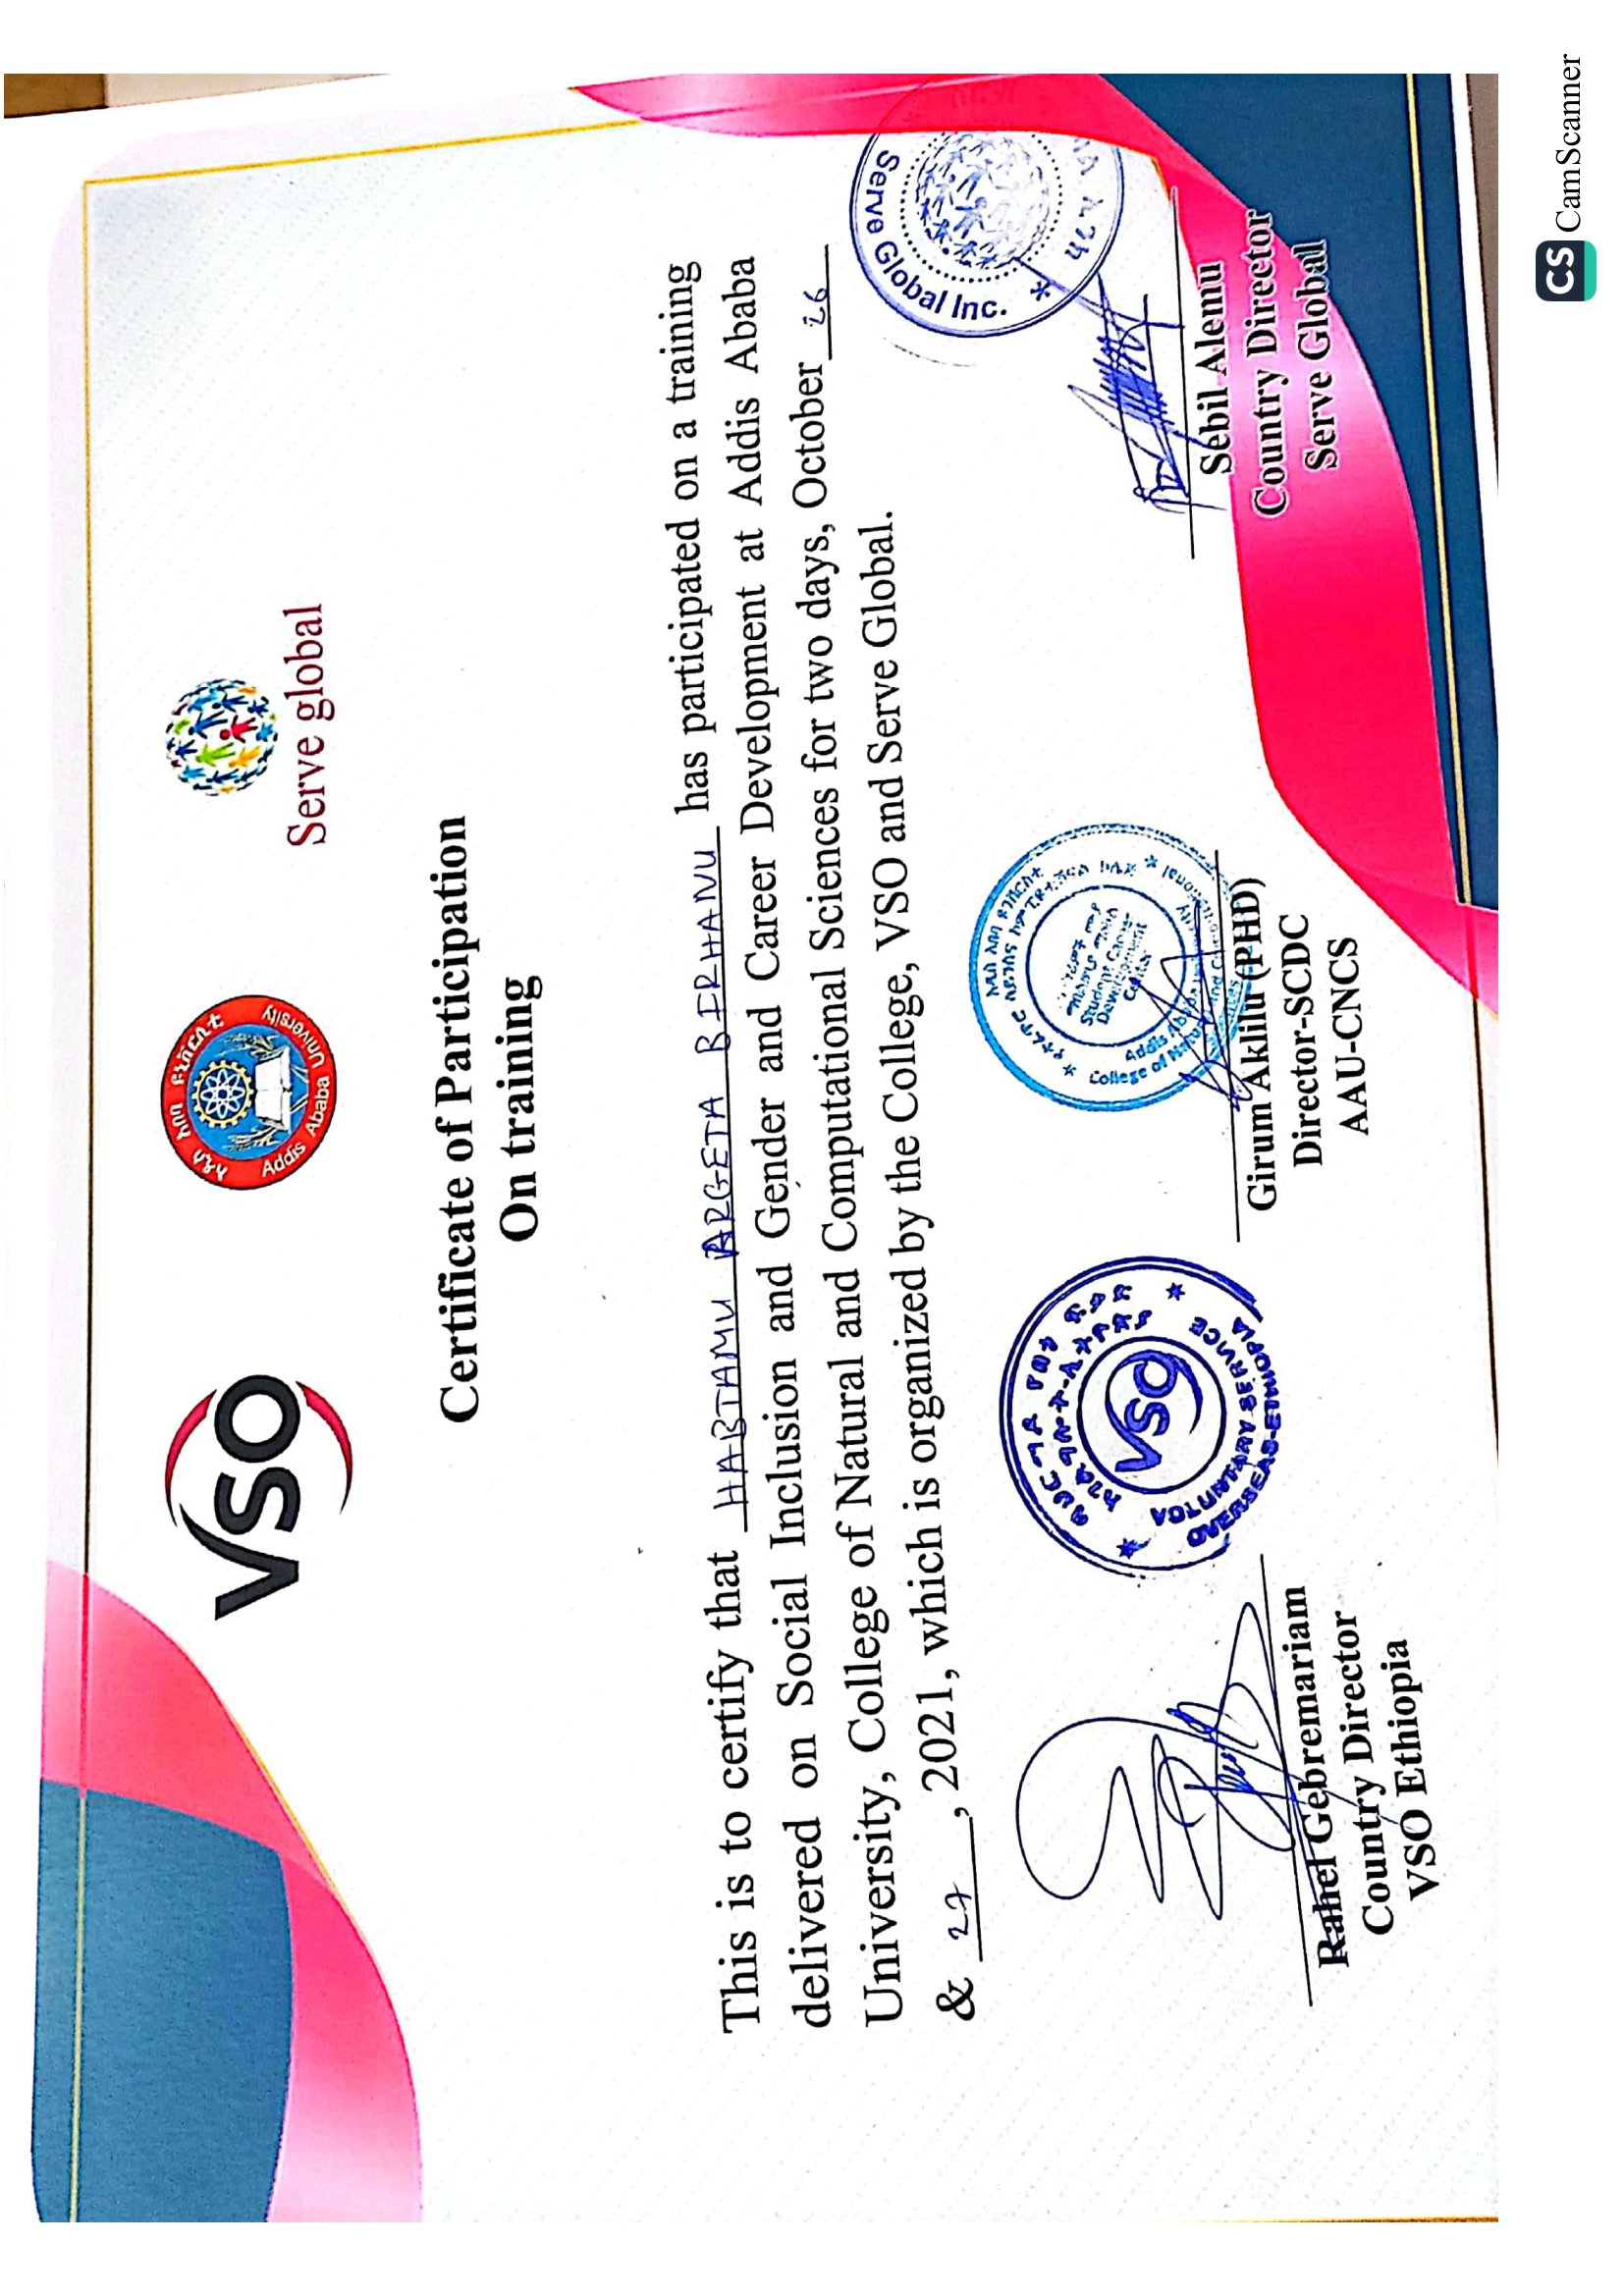 VSO
አዲስ አበባ ዩኒቨርሲቲ
Addis Ababa University
Serve global
Certificate of Participation
On training
This is to certify that HABTAMU ARGETA BIRHANU has participated on a training
delivered on Social Inclusion and Gender and Career Development at Addis Ababa
University, College of Natural and Computational Sciences for two days, October 26
& 27, 2021, which is organized by the College, VSO and Serve Global.
Serve Global Inc.
VSO
VOLUNTARY SERVICE
OVERSEAS-ETHIOPIA
አዲስ አበባ
Student Career
Development
Center
Addis Ababa University
College of Natural and Computational
Sciences
Rahel Gebremariam
Country Director
VSO Ethiopia
Girum Aklilu (PHD)
Director-SCDC
AAU-CNCS
Sebil Alemu
Country Director
Serve Global
CS CamScanner